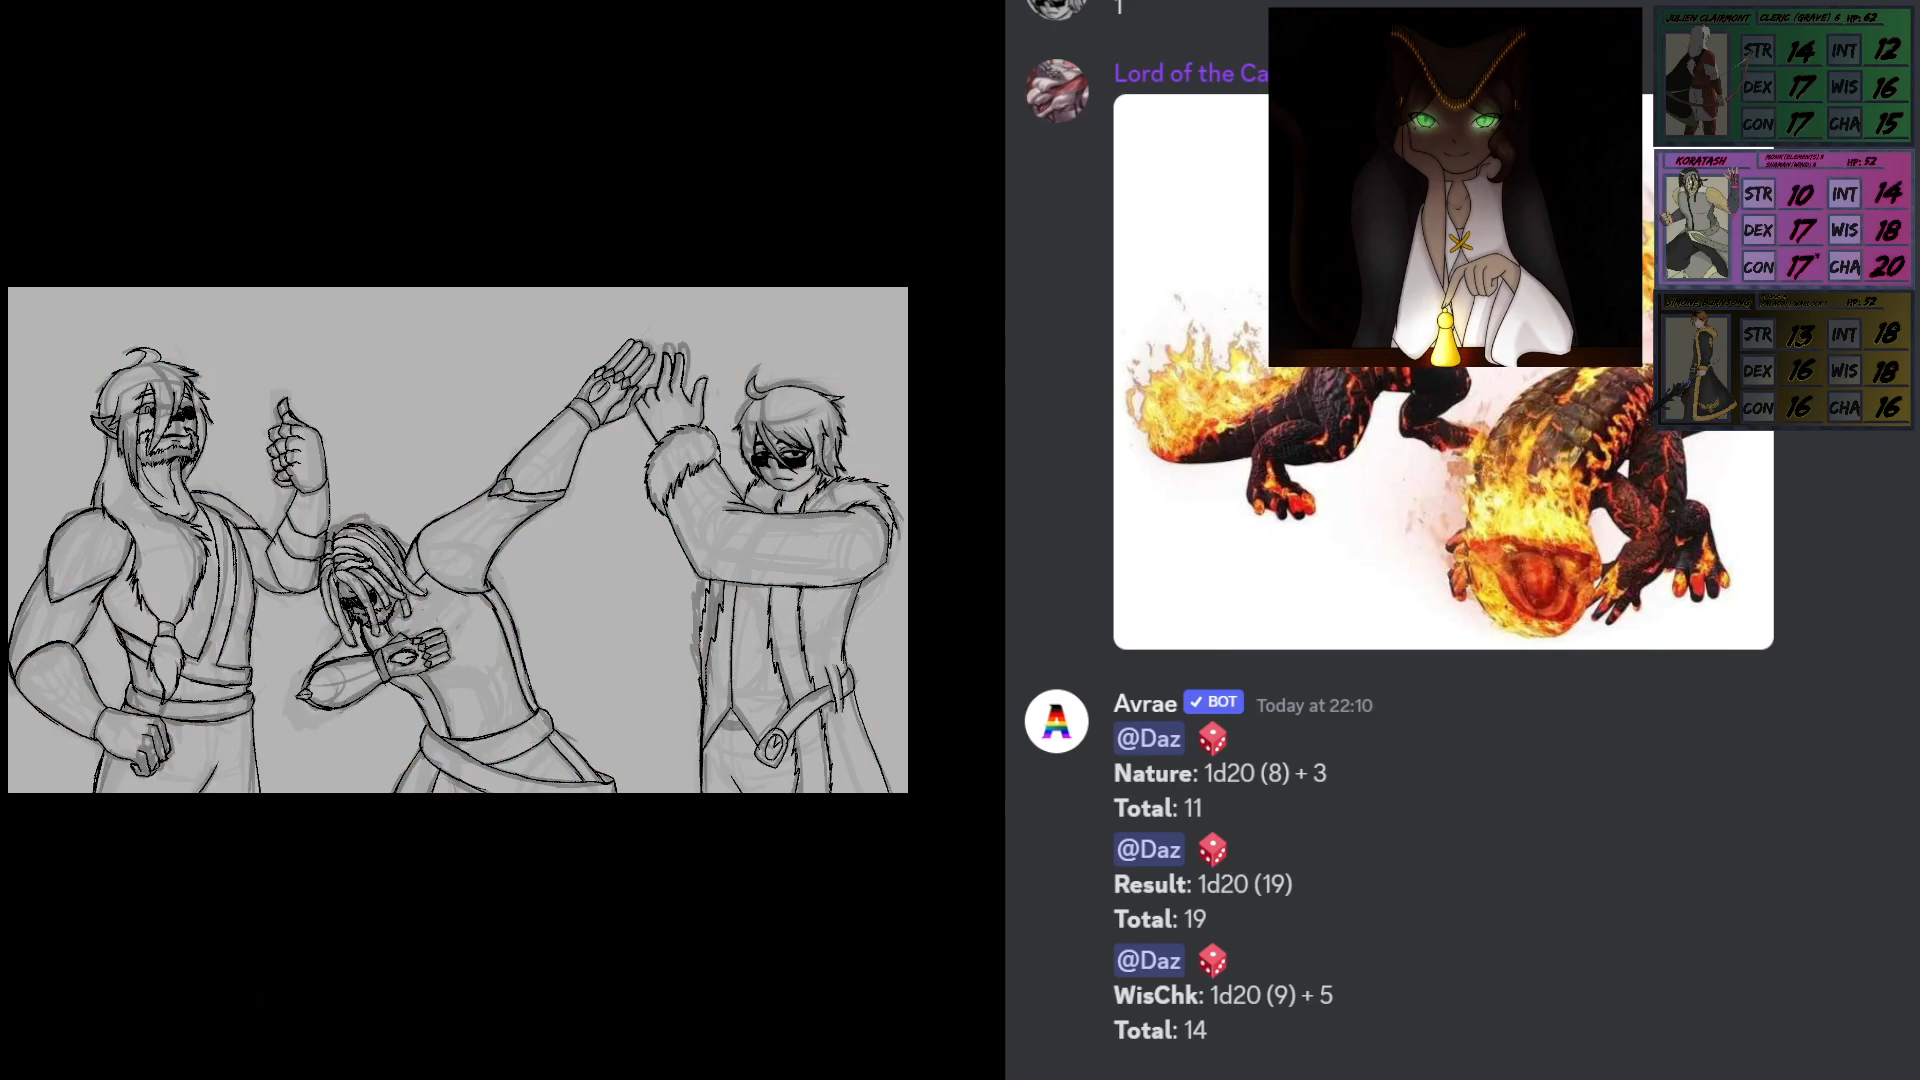 1
Lord of the Ca
Avrae BOT Today at 22:10
@Daz
Nature: 1d20 (8) + 3
Total: 11
@Daz
Result: 1d20 (19)
Total: 19
@Daz
WisChk: 1d20 (9) + 5
Total: 14
JULIEN CLAIRMONT CLERIC (GRAVE) 6 HP: 62
STR 14 INT 12
DEX 17 WIS 16
CON 17 CHA 15
KORATASH HP: 52
STR 10 INT 14
DEX 17 WIS 18
CON 17* CHA 20
HP: 52
STR 13 INT 18
DEX 16 WIS 18
CON 16 CHA 16